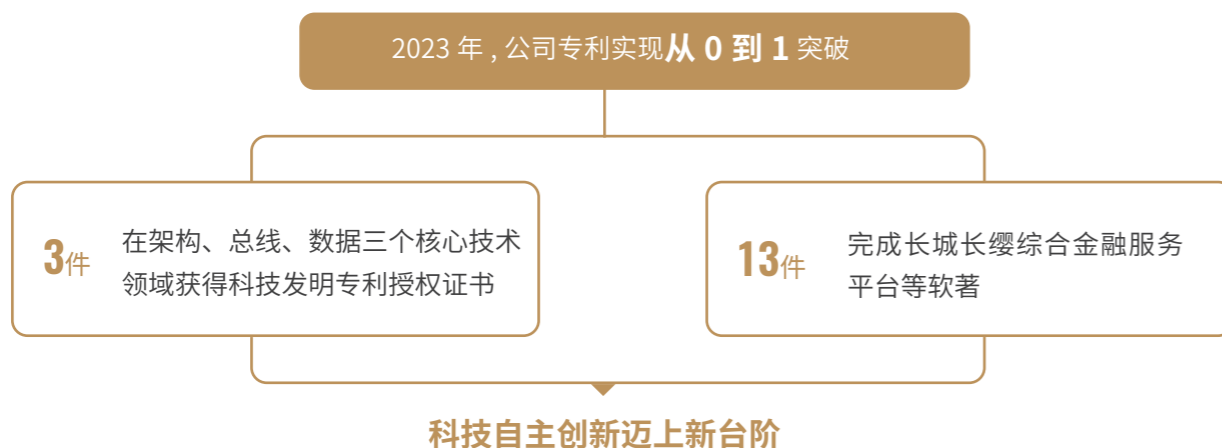 2023 年 , 公司专利实现从 0 到 1 突破
3件
在架构、总线、数据三个核心技术
领域获得科技发明专利授权证书
13件
完成长城长缨综合金融服务
平台等软著
科技自主创新迈上新台阶